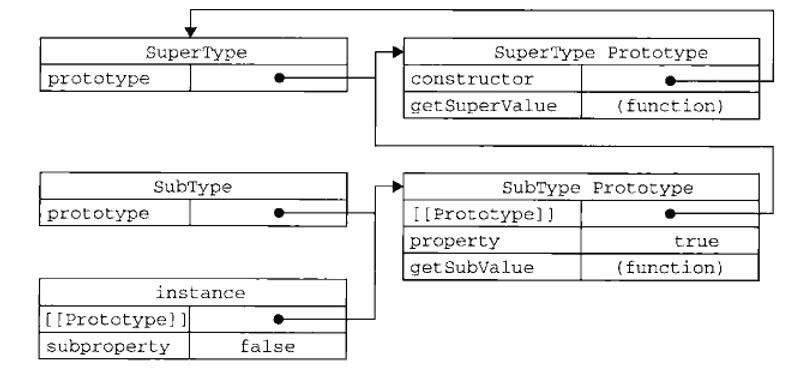 SuperType
prototype
SuperType Prototype
constructor
getSuperValue (function)
SubType
prototype
SubType Prototype
[[Prototype]]
property true
getSubValue (function)
instance
[[Prototype]]
subproperty false